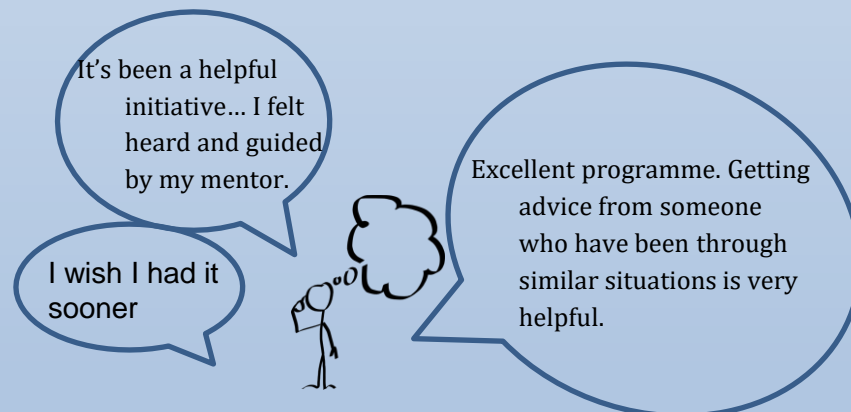 It’s been a helpful
initiative… I felt
heard and guided
by my mentor.
I wish I had it
sooner
Excellent programme. Getting
advice from someone
who have been through
similar situations is very
helpful.